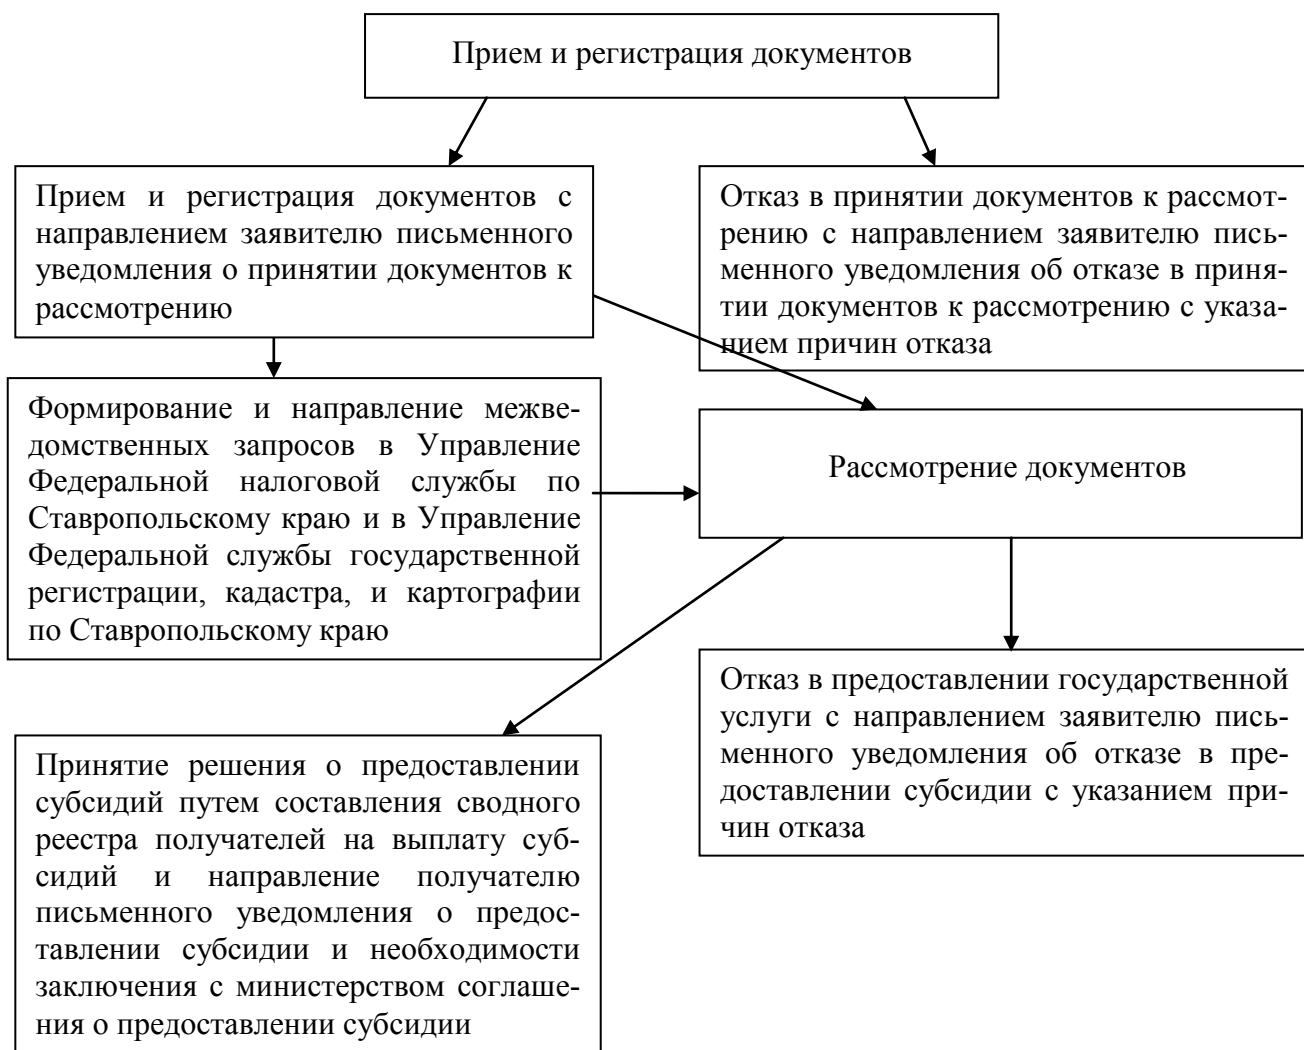 Прием и регистрация документов
Прием и регистрация документов с
направлением заявителю письменного
уведомления о принятии документов к
рассмотрению
Отказ в принятии документов к рассмот-
рению с направлением заявителю пись-
менного уведомления об отказе в приня-
тии документов к рассмотрению с указа-
нием причин отказа
Формирование и направление межве-
домственных запросов в Управление
Федеральной налоговой службы по
Ставропольскому краю и в Управление
Федеральной службы государственной
регистрации, кадастра, и картографии
по Ставропольскому краю
Рассмотрение документов
Отказ в предоставлении государственной
услуги с направлением заявителю пись-
менного уведомления об отказе в пре-
доставлении субсидии с указанием при-
чин отказа
Принятие решения о предоставлении
субсидий путем составления сводного
реестра получателей на выплату суб-
сидий и направление получателю
письменного уведомления о предос-
тавлении субсидии и необходимости
заключения с министерством соглаше-
ния о предоставлении субсидии